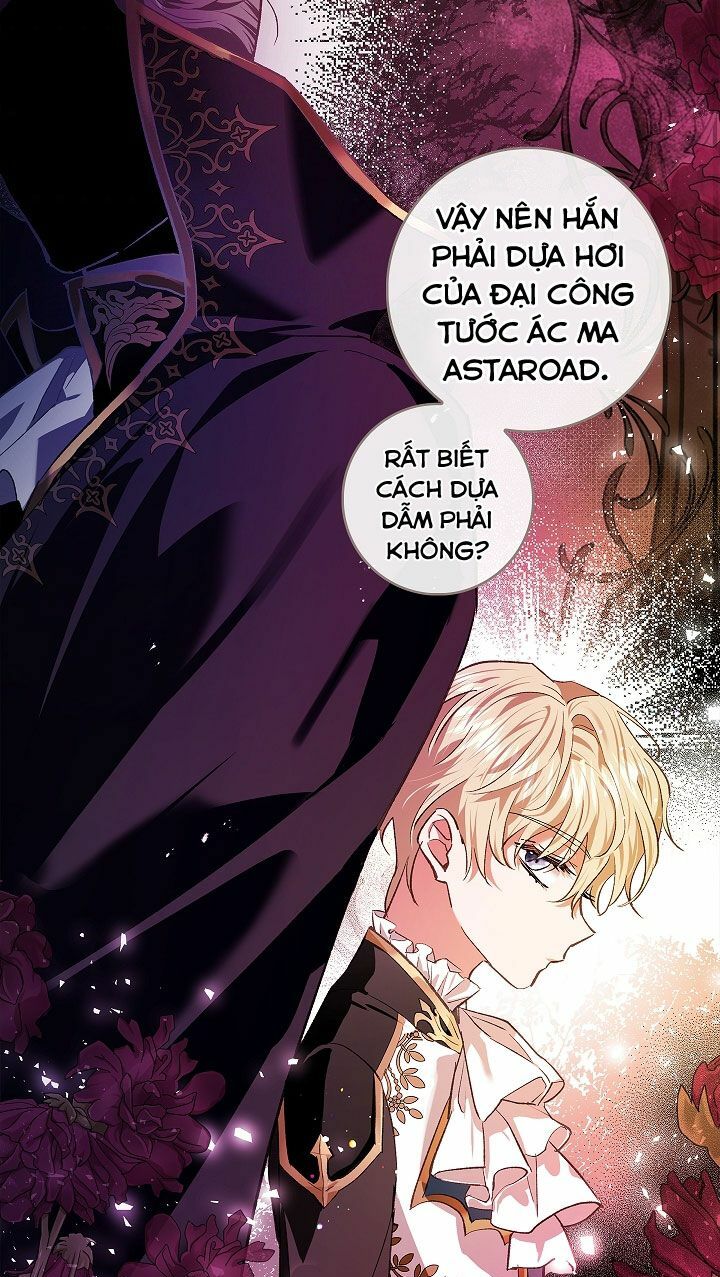 VẬY NÊN HẮN
PHẢI DỰA HƠI
CỦA ĐẠI CÔNG
TƯỚC ÁC MA
ASTAROAD.
RẤT BIẾT
CÁCH DỰA
DẪM PHẢI
KHÔNG?